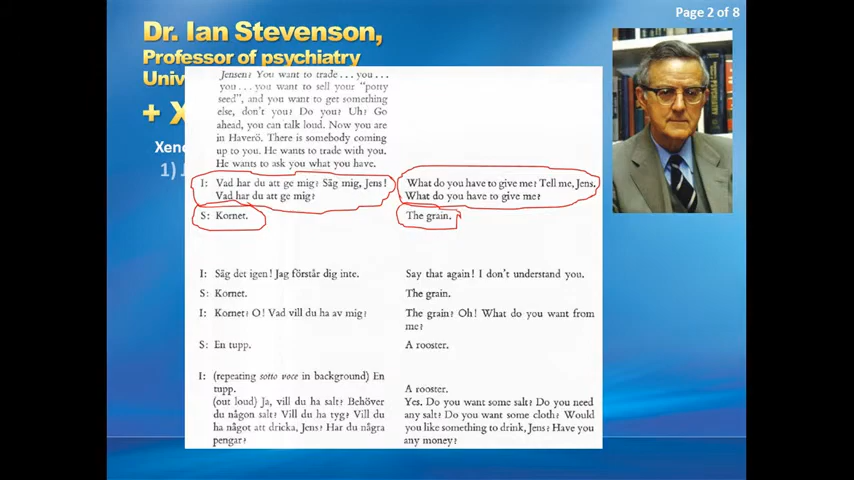 Page 2 of 8
Dr. Ian Stevenson,
Professor of psychiatry
+ X
Jensen? You want to trade . . . you . . .
you . . . you want to sell your "potty
seed", and you want to get something
else, don't you? Do you? Uh? Go
ahead, you can talk loud. Now you are
in Haverö. There is somebody coming
up to you. He wants to trade with you.
He wants to ask you what you have.
I: Vad har du att ge mig? Säg mig, Jens!
Vad har du att ge mig?
What do you have to give me? Tell me, Jens.
What do you have to give me?
S: Kornet.
The grain.
I: Säg det igen! Jag förstår dig inte.
Say that again! I don't understand you.
S: Kornet.
The grain.
I: Kornet? O! Vad vill du ha av mig?
The grain? Oh! What do you want from
me?
S: En tupp.
A rooster.
I: (repeating sotto voce in background) En
tupp.
A rooster.
(out loud) Ja, vill du ha salt? Behöver
du någon salt? Vill du ha tyg? Vill du
ha något att dricka, Jens? Har du några
pengar?
Yes. Do you want some salt? Do you need
any salt? Do you want some cloth? Would
you like something to drink, Jens? Have you
any money?